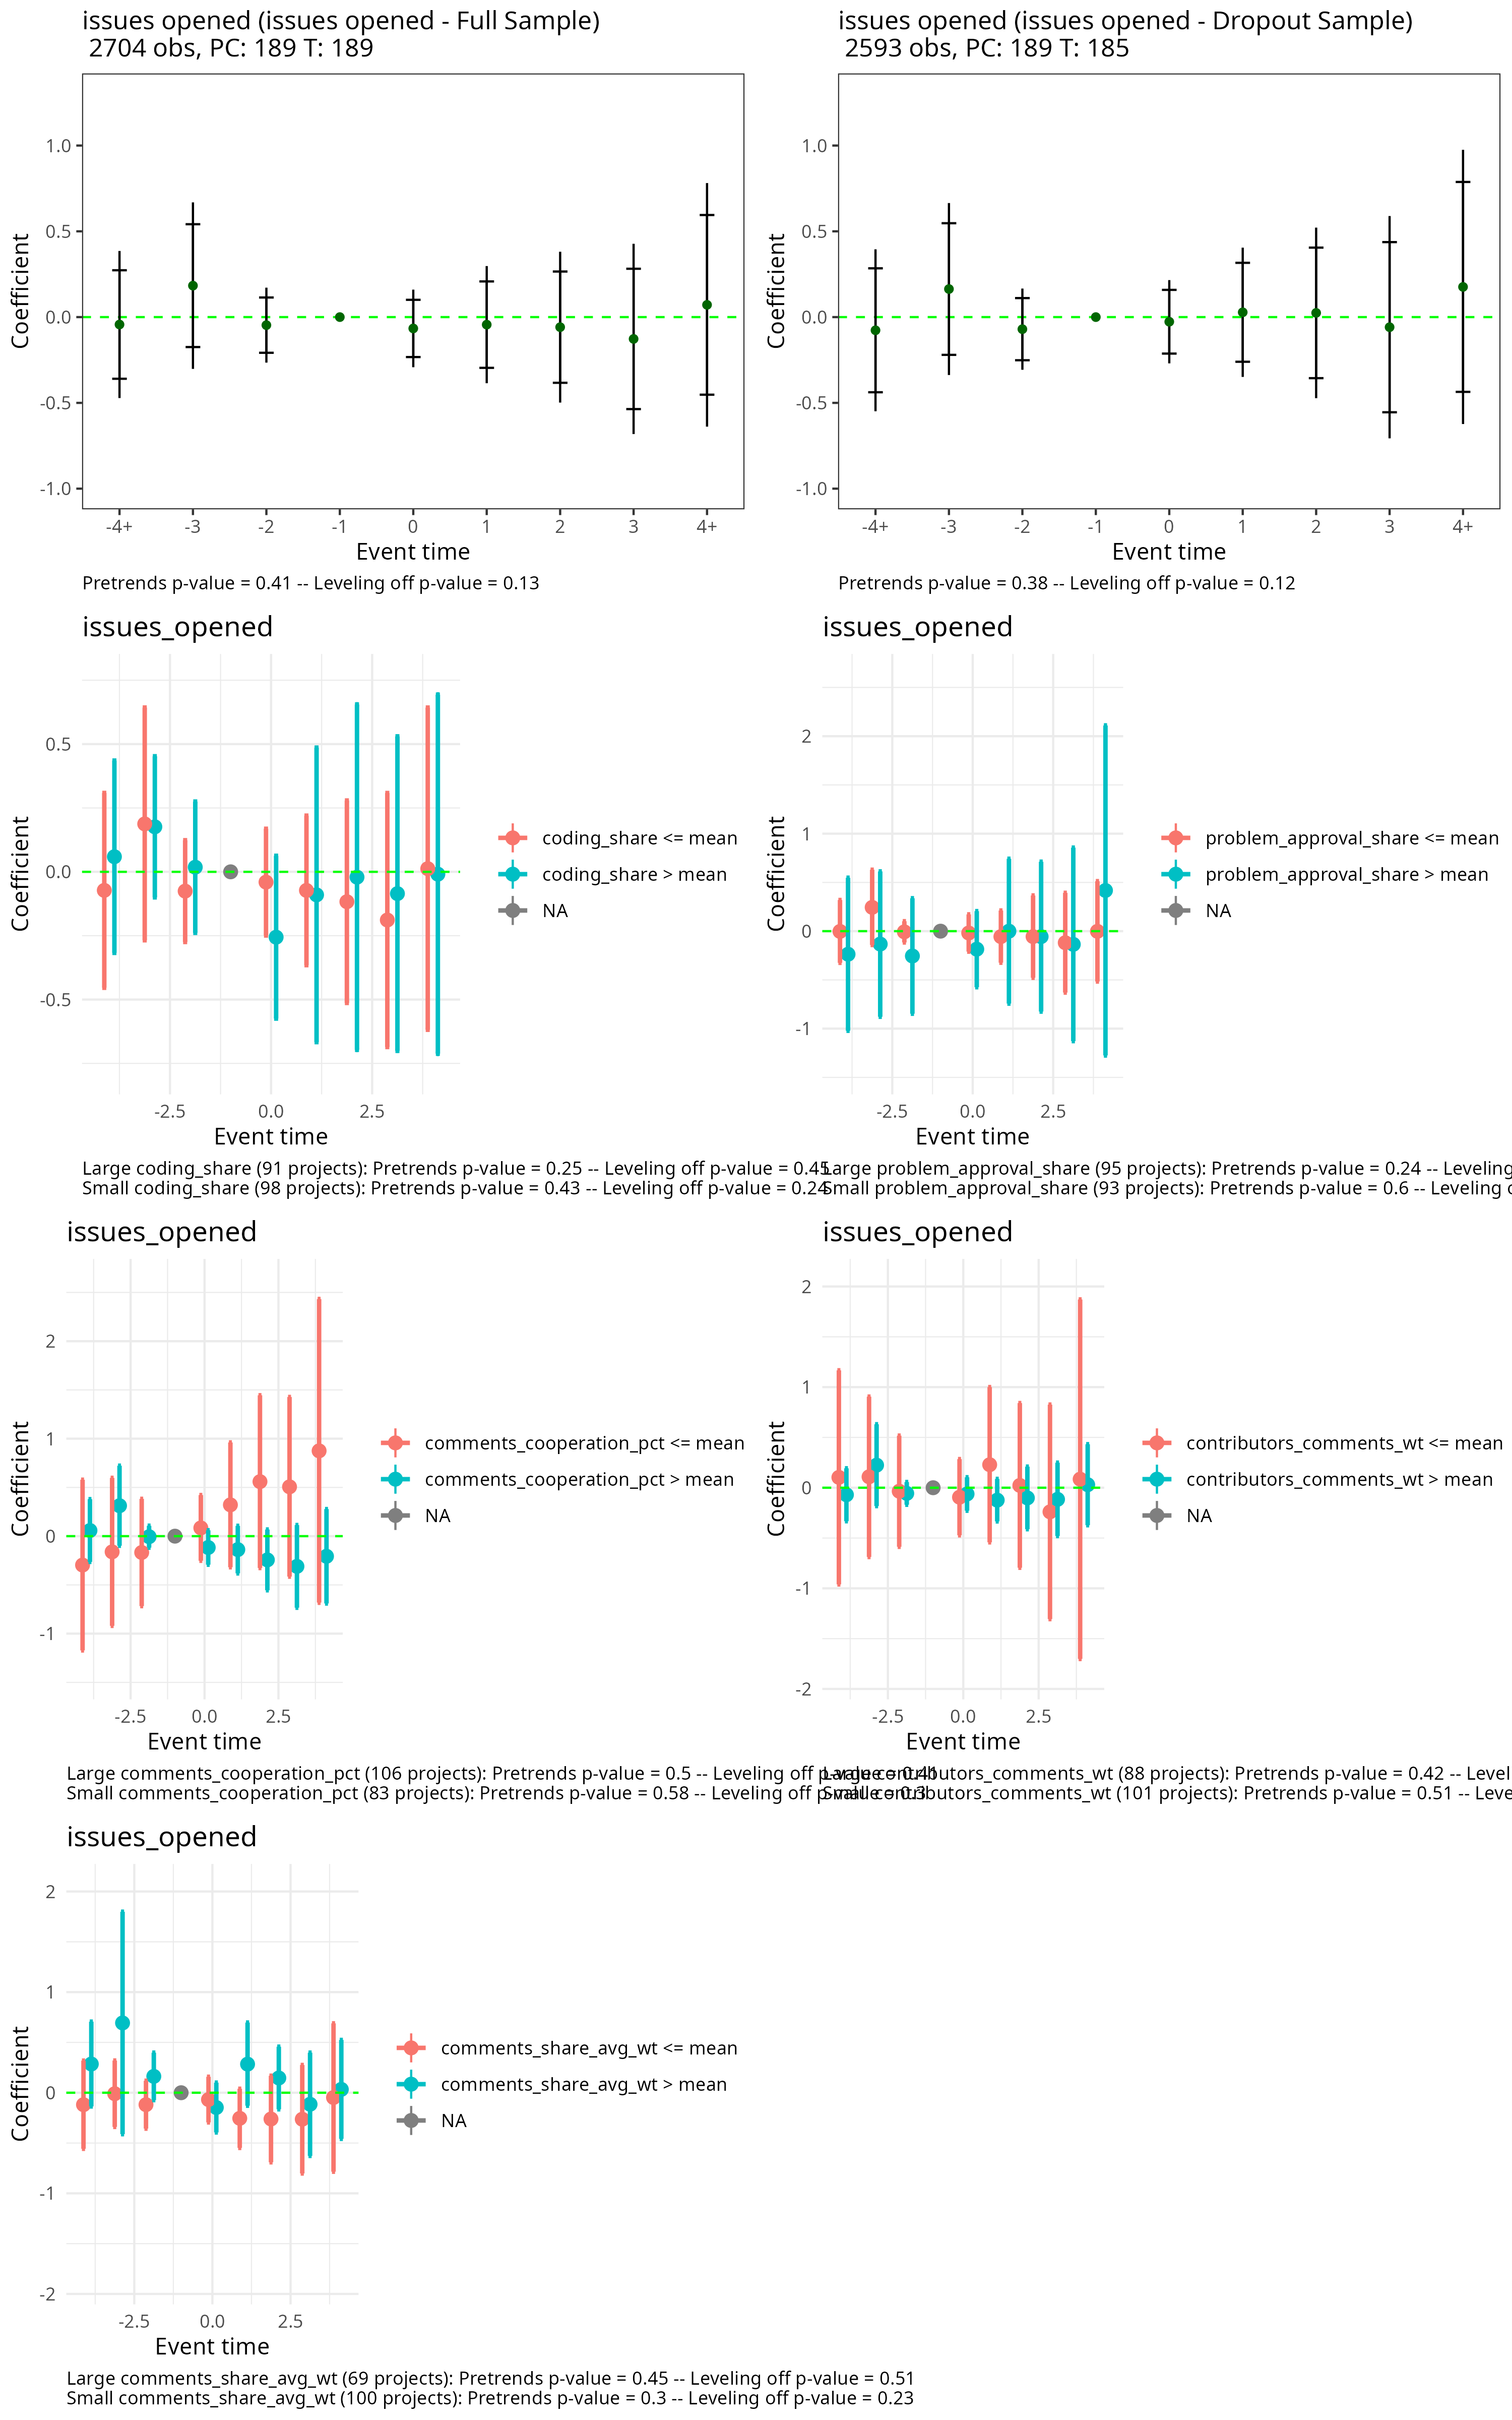 issues opened (issues opened - Full Sample)
2704 obs, PC: 189 T: 189
Coefficient
1.0
0.5
0.0
-0.5
-1.0
-4+ -3 -2 -1 0 1 2 3 4+
Event time
Pretrends p-value = 0.41 -- Leveling off p-value = 0.13
issues opened (issues opened - Dropout Sample)
2593 obs, PC: 189 T: 185
Coefficient
1.0
0.5
0.0
-0.5
-1.0
-4+ -3 -2 -1 0 1 2 3 4+
Event time
Pretrends p-value = 0.38 -- Leveling off p-value = 0.12
issues_opened
Coefficient
0.5
0.0
-0.5
-2.5 0.0 2.5
Event time
coding_share <= mean
coding_share > mean
NA
Large coding_share (91 projects): Pretrends p-value = 0.25 -- Leveling off p-value = 0.45
Small coding_share (98 projects): Pretrends p-value = 0.43 -- Leveling off p-value = 0.24
issues_opened
Coefficient
2
1
0
-1
-2.5 0.0 2.5
Event time
problem_approval_share <= mean
problem_approval_share > mean
NA
Large problem_approval_share (95 projects): Pretrends p-value = 0.24 -- Leveling
Small problem_approval_share (93 projects): Pretrends p-value = 0.6 -- Leveling
issues_opened
Coefficient
2
1
0
-1
-2.5 0.0 2.5
Event time
comments_cooperation_pct <= mean
comments_cooperation_pct > mean
NA
Large comments_cooperation_pct (106 projects): Pretrends p-value = 0.5 -- Leveling off p-value = 0.41
Small comments_cooperation_pct (83 projects): Pretrends p-value = 0.58 -- Leveling off p-value = 0.3
issues_opened
Coefficient
2
1
0
-1
-2
-2.5 0.0 2.5
Event time
contributors_comments_wt <= mean
contributors_comments_wt > mean
NA
Large contributors_comments_wt (88 projects): Pretrends p-value = 0.42 -- Level
Small contributors_comments_wt (101 projects): Pretrends p-value = 0.51 -- Leve
issues_opened
Coefficient
2
1
0
-1
-2
-2.5 0.0 2.5
Event time
comments_share_avg_wt <= mean
comments_share_avg_wt > mean
NA
Large comments_share_avg_wt (69 projects): Pretrends p-value = 0.45 -- Leveling off p-value = 0.51
Small comments_share_avg_wt (100 projects): Pretrends p-value = 0.3 -- Leveling off p-value = 0.23